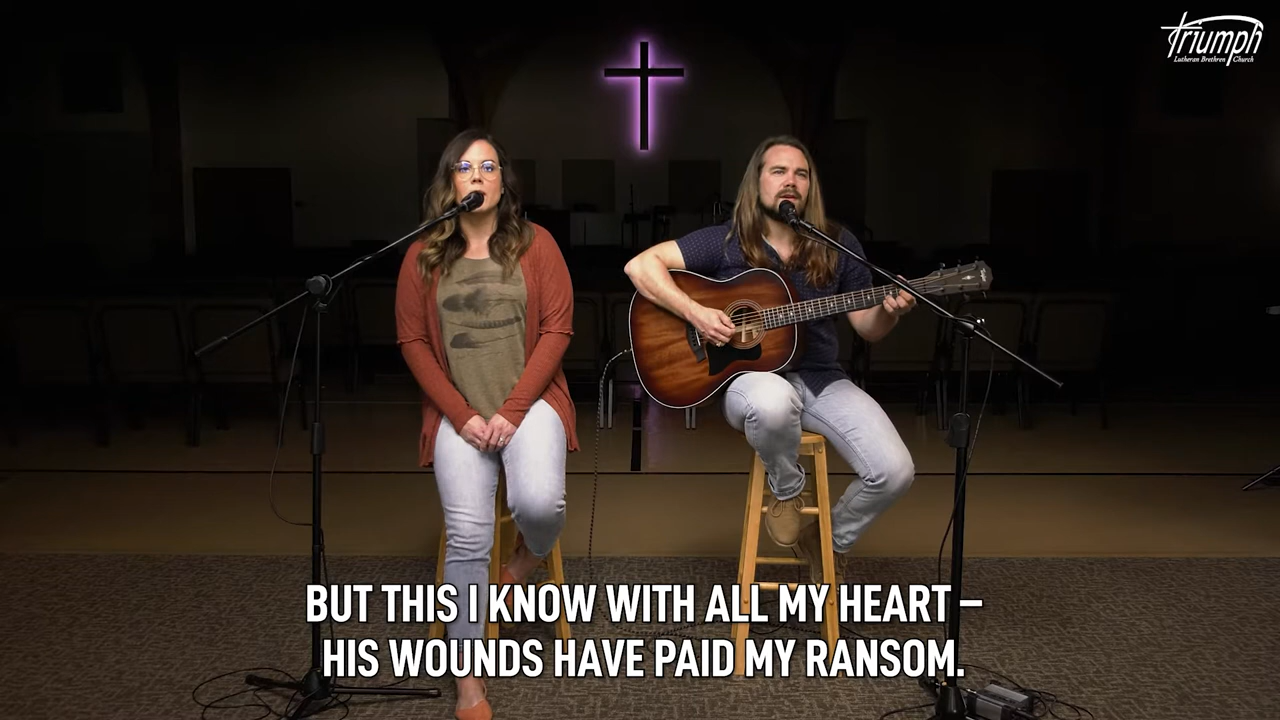 Triumph
Lutheran Brethren Church
BUT THIS I KNOW WITH ALL MY HEART –
HIS WOUNDS HAVE PAID MY RANSOM.